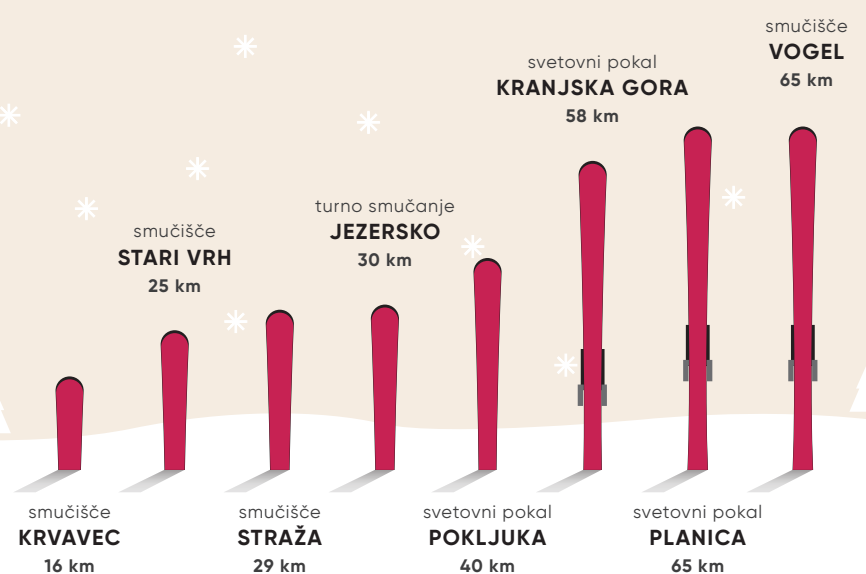 smučišče
VOGEL
65 km
svetovni pokal
KRANJSKA GORA
58 km
turno smučanje
JEZERSKO
30 km
smučišče
STARI VRH
25 km
smučišče
KRVAVEC
16 km
smučišče
STRAŽA
29 km
svetovni pokal
POKLJUKA
40 km
svetovni pokal
PLANICA
65 km